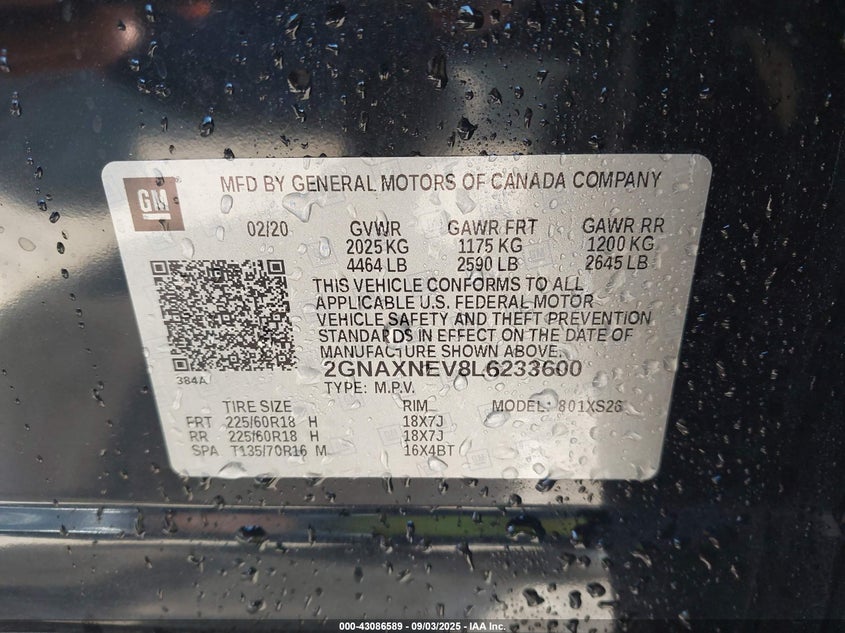 GM
MFD BY GENERAL MOTORS OF CANADA COMPANY
02/20 GVWR GAWR FRT GAWR RR
2025 KG 1175 KG 1200 KG
4464 LB 2590 LB 2645 LB
THIS VEHICLE CONFORMS TO ALL
APPLICABLE U.S. FEDERAL MOTOR
VEHICLE SAFETY AND THEFT PREVENTION
STANDARDS IN EFFECT ON THE DATE OF
MANUFACTURE SHOWN ABOVE.
2GNAXNEV8L6233600
384A TYPE: M.P.V.
TIRE SIZE RIM MODEL: 801XS26
FRT 225/60R18 H 18X7J
RR 225/60R18 H 18X7J
SPA T135/70R16 M 16X4BT
000-43086589 - 09/03/2025 - IAA Inc.